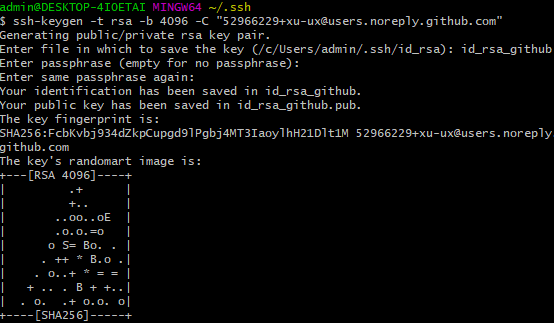 admin@DESKTOP-4IOETAI MINGW64 ~/.ssh
$ ssh-keygen -t rsa -b 4096 -C "52966229+xu-ux@users.noreply.github.com"
Generating public/private rsa key pair.
Enter file in which to save the key (/c/Users/admin/.ssh/id_rsa): id_rsa_github
Enter passphrase (empty for no passphrase):
Enter same passphrase again:
Your identification has been saved in id_rsa_github.
Your public key has been saved in id_rsa_github.pub.
The key fingerprint is:
SHA256:FcbKvbj934dZkpCupgd9lPgbj4MT3IaoylhH21Dlt1M 52966229+xu-ux@users.noreply
github.com
The key's randomart image is:
+---[RSA 4096]----+
|         .+      |
|         +..     |
|       ..oo..oE  |
|       .o.o.=o   |
|      o S= Bo. . |
|     . ++ * B.o .|
|    . o..+ * = = |
|   + .. . B + +..|
|  . o.  .+ o.o. o|
+----[SHA256]-----+